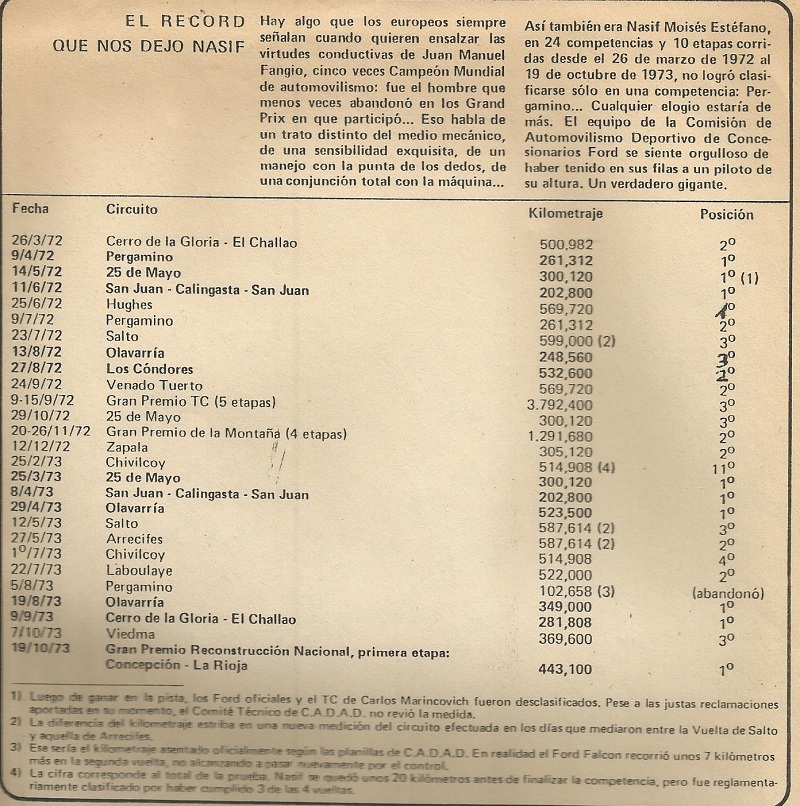 EL RECORD
QUE NOS DEJO NASIF
Hay algo que los europeos siempre
señalan cuando quieren ensalzar las
virtudes conductivas de Juan Manuel
Fangio, cinco veces Campeón Mundial
de automovilismo: fue el hombre que
menos veces abandonó en los Grand
Prix en que participó... Eso habla de
un trato distinto del medio mecánico,
de una sensibilidad exquisita, de un
manejo con la punta de los dedos, de
una conjunción total con la máquina...
Así también era Nasif Moisés Estéfano,
en 24 competencias y 10 etapas corri-
das desde el 26 de marzo de 1972 al
19 de octubre de 1973, no logró clasi-
ficarse sólo en una competencia: Per-
gamino... Cualquier elogio estaría de
más. El equipo de la Comisión de
Automovilismo Deportivo de Conce-
sionarios Ford se siente orgulloso de
haber tenido en sus filas a un piloto de
su altura. Un verdadero gigante.
Fecha Circuito Kilometraje Posición
26/3/72 Cerro de la Gloria - El Challao 500,982 2º
9/4/72 Pergamino 261,312 1º
14/5/72 25 de Mayo 300,120 1º (1)
11/6/72 San Juan - Calingasta - San Juan 202,800 1º
25/6/72 Hughes 569,720 1º
9/7/72 Pergamino 261,312 2º
23/7/72 Salto 599,000 (2) 3º
13/8/72 Olavarría 248,560 3º
27/8/72 Los Cóndores 532,600 2º
24/9/72 Venado Tuerto 569,720 2º
9-15/9/72 Gran Premio TC (5 etapas) 3.792,400 3º
29/10/72 25 de Mayo 300,120 3º
20-26/11/72 Gran Premio de la Montaña (4 etapas) 1.291,680 2º
12/12/72 Zapala 305,120 2º
25/2/73 Chivilcoy 514,908 (4) 11º
25/3/73 25 de Mayo 300,120 1º
8/4/73 San Juan - Calingasta - San Juan 202,800 1º
29/4/73 Olavarría 523,500 1º
12/5/73 Salto 587,614 (2) 3º
27/5/73 Arrecifes 587,614 (2) 2º
1º/7/73 Chivilcoy 514,908 4º
22/7/73 Laboulaye 522,000 2º
5/8/73 Pergamino 102,658 (3) (abandonó)
19/8/73 Olavarría 349,000 1º
9/9/73 Cerro de la Gloria - El Challao 281,808 1º
7/10/73 Viedma 369,600 3º
19/10/73 Gran Premio Reconstrucción Nacional, primera etapa:
Concepción - La Rioja 443,100 1º
1) Luego de ganar en la pista, los Ford oficiales y el TC de Carlos Marincovich fueron desclasificados. Pese a las justas reclamaciones
aportadas en su momento, el Comité Técnico de C.A.D.A.D. no revió la medida.
2) La diferencia del kilometraje estriba en una nueva medición del circuito efectuada en los días que mediaron entre la Vuelta de Salto
y aquella de Arrecifes.
3) Ese sería el kilometraje asentado oficialmente según las planillas de C.A.D.A.D. En realidad el Ford Falcon recorrió unos 7 kilómetros
más en la segunda vuelta, no alcanzando a pasar nuevamente por el control.
4) La cifra corresponde al total de la prueba. Nasif se quedó unos 20 kilómetros antes de finalizar la competencia, pero fue reglamenta-
riamente clasificado por haber cumplido 3 de las 4 vueltas.